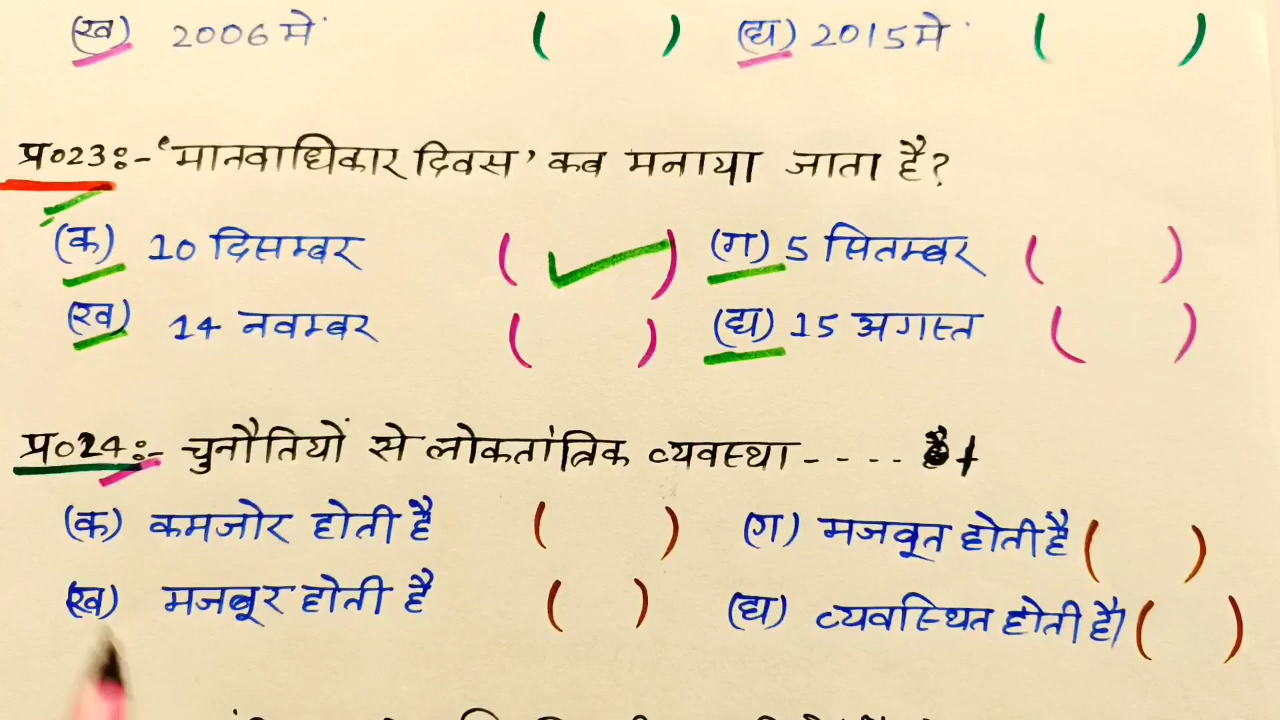 (ख) 2006 में ( ) (घ) 2015 में ( )
प्र०23:- 'मानवाधिकार दिवस' कब मनाया जाता है?
(क) 10 दिसम्बर (✓) (ग) 5 सितम्बर ( )
(ख) 14 नवम्बर ( ) (घ) 15 अगस्त ( )
प्र०24:- चुनौतियों से लोकतांत्रिक व्यवस्था - - - - है।
(क) कमजोर होती है ( ) (ग) मजबूत होती है ( )
(ख) मजबूर होती है ( ) (घ) व्यवस्थित होती है। ( )